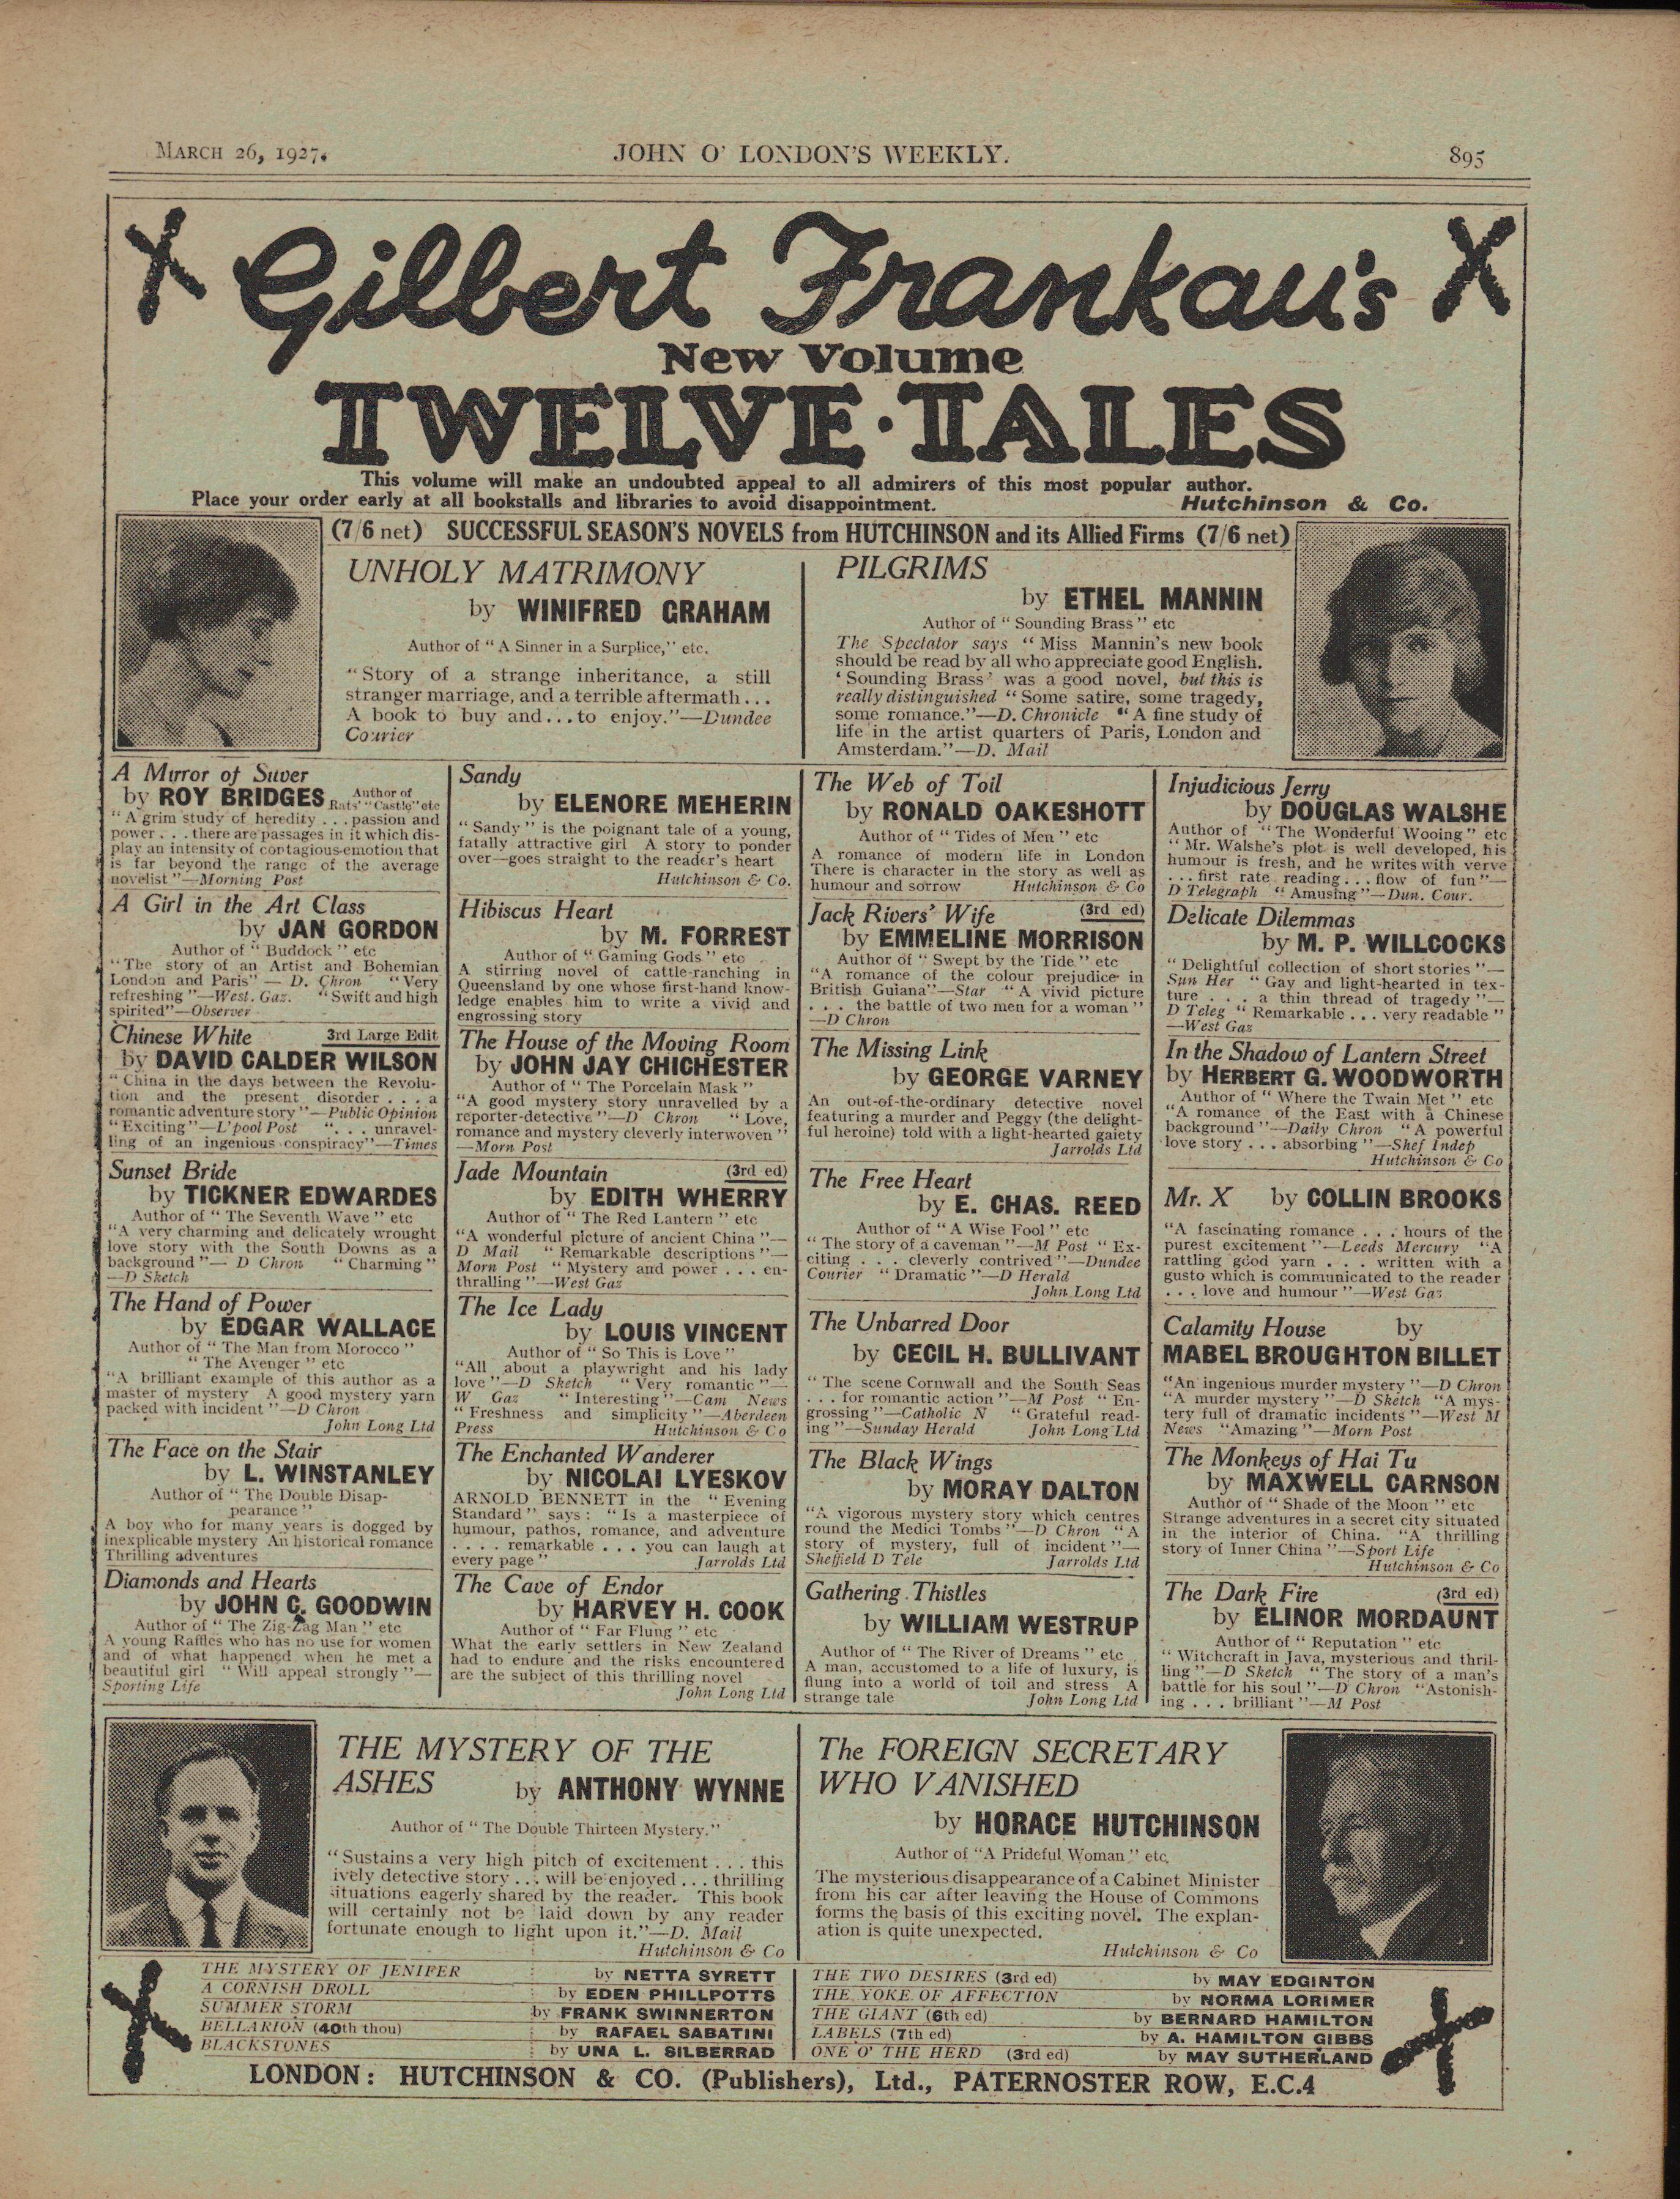 MARCH 26, 1927.
JOHN O' LONDON'S WEEKLY.
895
Gilbert Frankau's
New Volume
TWELVE·TALES
This volume will make an undoubted appeal to all admirers of this most popular author.
Place your order early at all bookstalls and libraries to avoid disappointment. Hutchinson & Co.
(7/6 net) SUCCESSFUL SEASON'S NOVELS from HUTCHINSON and its Allied Firms (7/6 net)
UNHOLY MATRIMONY
by WINIFRED GRAHAM
Author of "A Sinner in a Surplice," etc.
"Story of a strange inheritance, a still
stranger marriage, and a terrible aftermath...
A book to buy and...to enjoy."—Dundee
Courier
PILGRIMS
by ETHEL MANNIN
Author of "Sounding Brass" etc
The Spectator says "Miss Mannin's new book
should be read by all who appreciate good English.
'Sounding Brass' was a good novel, but this is
really distinguished "Some satire, some tragedy,
some romance."—D. Chronicle "A fine study of
life in the artist quarters of Paris, London and
Amsterdam."—D. Mail
A Mirror of Silver
by ROY BRIDGES Author of
Rats' "Castle" etc
"A grim study of heredity . . . passion and
power . . . there are passages in it which dis-
play an intensity of contagious emotion that
is far beyond the range of the average
novelist"—Morning Post
A Girl in the Art Class
by JAN GORDON
Author of "Buddock" etc
"The story of an Artist and Bohemian
London and Paris" — D. Chron "Very
refreshing"—West. Gaz. "Swift and high
spirited"—Observer
Chinese White 3rd Large Edit
by DAVID CALDER WILSON
"China in the days between the Revolu-
tion and the present disorder . . . a
romantic adventure story"—Public Opinion
"Exciting"—L'pool Post ". . . unravel-
ling of an ingenious conspiracy"—Times
Sunset Bride
by TICKNER EDWARDES
Author of "The Seventh Wave" etc
"A very charming and delicately wrought
love story with the South Downs as a
background"— D Chron "Charming"
—D Sketch
The Hand of Power
by EDGAR WALLACE
Author of "The Man from Morocco"
"The Avenger" etc
"A brilliant example of this author as a
master of mystery A good mystery yarn
packed with incident"—D Chron
John Long Ltd
The Face on the Stair
by L. WINSTANLEY
Author of "The Double Disap-
pearance"
A boy who for many years is dogged by
inexplicable mystery An historical romance
Thrilling adventures
Diamonds and Hearts
by JOHN C. GOODWIN
Author of "The Zig-Zag Man" etc
A young Raffles who has no use for women
and of what happened when he met a
beautiful girl "Will appeal strongly"—
Sporting Life
Sandy
by ELENORE MEHERIN
"Sandy" is the poignant tale of a young,
fatally attractive girl A story to ponder
over—goes straight to the reader's heart
Hutchinson & Co.
Hibiscus Heart
by M. FORREST
Author of "Gaming Gods" etc
A stirring novel of cattle-ranching in
Queensland by one whose first-hand know-
ledge enables him to write a vivid and
engrossing story
The House of the Moving Room
by JOHN JAY CHICHESTER
Author of "The Porcelain Mask"
"A good mystery story unravelled by a
reporter-detective"—D Chron "Love,
romance and mystery cleverly interwoven"
—Morn Post
Jade Mountain (3rd ed)
by EDITH WHERRY
Author of "The Red Lantern" etc
"A wonderful picture of ancient China"—
D Mail "Remarkable descriptions"—
Morn Post "Mystery and power . . . en-
thralling"—West Gaz
The Ice Lady
by LOUIS VINCENT
Author of "So This is Love"
"All about a playwright and his lady
love"—D Sketch "Very romantic"—
W Gaz "Interesting"—Cam News
"Freshness and simplicity"—Aberdeen
Press Hutchinson & Co
The Enchanted Wanderer
by NICOLAI LYESKOV
ARNOLD BENNETT in the "Evening
Standard" says: "Is a masterpiece of
humour, pathos, romance, and adventure
. . . . remarkable . . . you can laugh at
every page" Jarrolds Ltd
The Cave of Endor
by HARVEY H. COOK
Author of "Far Flung" etc
What the early settlers in New Zealand
had to endure and the risks encountered
are the subject of this thrilling novel
John Long Ltd
The Web of Toil
by RONALD OAKESHOTT
Author of "Tides of Men" etc
A romance of modern life in London
There is character in the story as well as
humour and sorrow Hutchinson & Co
Jack Rivers' Wife (3rd ed)
by EMMELINE MORRISON
Author of "Swept by the Tide" etc
"A romance of the colour prejudice in
British Guiana"—Star "A vivid picture
. . . the battle of two men for a woman"
—D Chron
The Missing Link
by GEORGE VARNEY
An out-of-the-ordinary detective novel
featuring a murder and Peggy (the delight-
ful heroine) told with a light-hearted gaiety
Jarrolds Ltd
The Free Heart
by E. CHAS. REED
Author of "A Wise Fool" etc
"The story of a caveman"—M Post "Ex-
citing . . . cleverly contrived"—Dundee
Courier "Dramatic"—D Herald
John Long Ltd
The Unbarred Door
by CECIL H. BULLIVANT
"The scene Cornwall and the South Seas
. . . for romantic action"—M Post "En-
grossing"—Catholic N "Grateful read-
ing"—Sunday Herald John Long Ltd
The Black Wings
by MORAY DALTON
"A vigorous mystery story which centres
round the Medici Tombs"—D Chron "A
story of mystery, full of incident"—
Sheffield D Tele Jarrolds Ltd
Gathering Thistles
by WILLIAM WESTRUP
Author of "The River of Dreams" etc
A man, accustomed to a life of luxury, is
flung into a world of toil and stress A
strange tale John Long Ltd
Injudicious Jerry
by DOUGLAS WALSHE
Author of "The Wonderful Wooing" etc
"Mr. Walshe's plot is well developed, his
humour is fresh, and he writes with verve
. . . first rate reading . . . flow of fun"—
D Telegraph "Amusing"—Dun. Cour.
Delicate Dilemmas
by M. P. WILLCOCKS
"Delightful collection of short stories"—
Sun Her "Gay and light-hearted in tex-
ture . . . a thin thread of tragedy"—
D Teleg "Remarkable . . . very readable"
—West Gaz
In the Shadow of Lantern Street
by HERBERT G. WOODWORTH
Author of "Where the Twain Met" etc
"A romance of the East with a Chinese
background"—Daily Chron "A powerful
love story . . . absorbing"—Shef Indep
Hutchinson & Co
Mr. X by COLLIN BROOKS
"A fascinating romance . . . hours of the
purest excitement"—Leeds Mercury "A
rattling good yarn . . . written with a
gusto which is communicated to the reader
. . . love and humour"—West Gaz
Calamity House by
MABEL BROUGHTON BILLET
"An ingenious murder mystery"—D Chron
"A murder mystery"—D Sketch "A mys-
tery full of dramatic incidents"—West M
News "Amazing"—Morn Post
The Monkeys of Hai Tu
by MAXWELL CARNSON
Author of "Shade of the Moon" etc
Strange adventures in a secret city situated
in the interior of China. "A thrilling
story of Inner China"—Sport Life
Hutchinson & Co
The Dark Fire (3rd ed)
by ELINOR MORDAUNT
Author of "Reputation" etc
"Witchcraft in Java, mysterious and thril-
ling"—D Sketch "The story of a man's
battle for his soul"—D Chron "Astonish-
ing . . . brilliant"—M Post
THE MYSTERY OF THE
ASHES by ANTHONY WYNNE
Author of "The Double Thirteen Mystery."
"Sustains a very high pitch of excitement . . . this
ively detective story . . . will be enjoyed . . . thrilling
situations eagerly shared by the reader. This book
will certainly not be laid down by any reader
fortunate enough to light upon it."—D. Mail
Hutchinson & Co
The FOREIGN SECRETARY
WHO VANISHED
by HORACE HUTCHINSON
Author of "A Prideful Woman," etc.
The mysterious disappearance of a Cabinet Minister
from his car after leaving the House of Commons
forms the basis of this exciting novel. The explan-
ation is quite unexpected.
Hutchinson & Co
THE MYSTERY OF JENIFER by NETTA SYRETT
A CORNISH DROLL by EDEN PHILLPOTTS
SUMMER STORM by FRANK SWINNERTON
BELLARION (40th thou) by RAFAEL SABATINI
BLACKSTONES by UNA L. SILBERRAD
THE TWO DESIRES (3rd ed) by MAY EDGINTON
THE YOKE OF AFFECTION by NORMA LORIMER
THE GIANT (6th ed) by BERNARD HAMILTON
LABELS (7th ed) by A. HAMILTON GIBBS
ONE O' THE HERD (3rd ed) by MAY SUTHERLAND
LONDON: HUTCHINSON & CO. (Publishers), Ltd., PATERNOSTER ROW, E.C.4